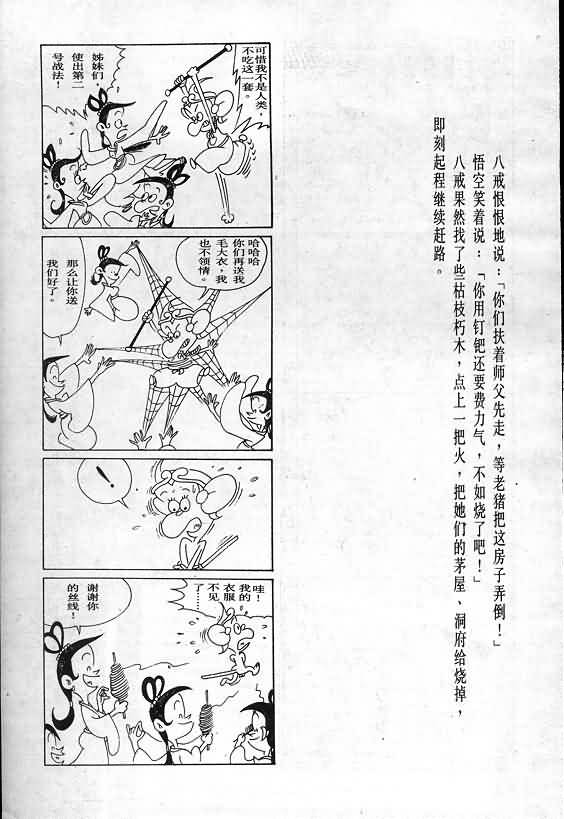 八戒恨恨地说：「你们扶着师父先走，等老猪把这房子弄倒！」
悟空笑着说：「你用钉钯还要费力气，不如烧了吧！」
八戒果然找了些枯枝朽木，点上一把火，把她们的茅屋、洞府给烧掉，
即刻起程继续赶路。
可惜我不是人类，
不吃这一套。
姊妹们，
使出第二
号战法！
哈哈哈
你们再送我
毛大衣，我
也不领情。
那么让你送
我们好了。
！
哇！
我的
衣服
不见
了……
谢谢你
的丝线！